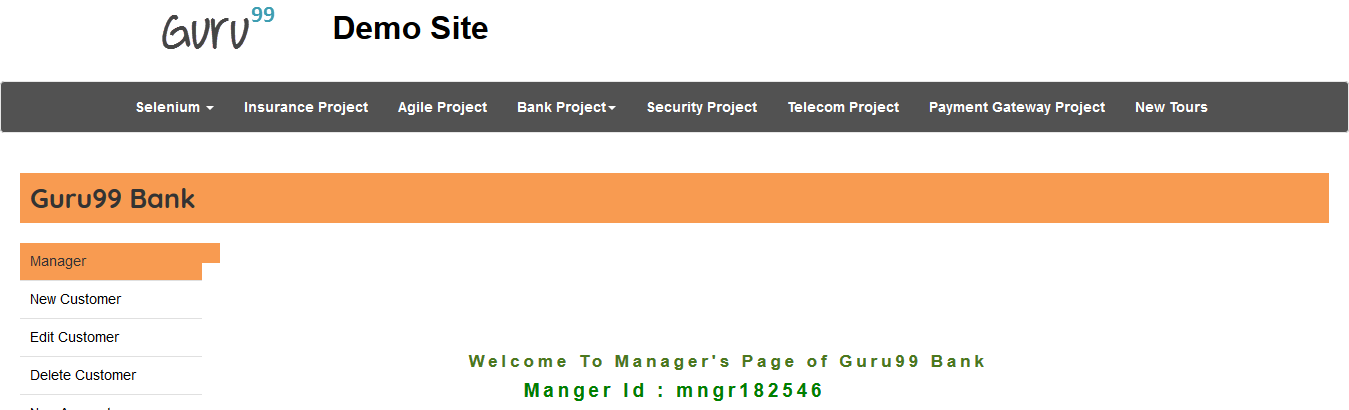 Guru99
Demo Site
Selenium Insurance Project Agile Project Bank Project Security Project Telecom Project Payment Gateway Project New Tours
Guru99 Bank
Manager
New Customer
Edit Customer
Welcome To Manager's Page of Guru99 Bank
Delete Customer
Manger Id : mngr182546